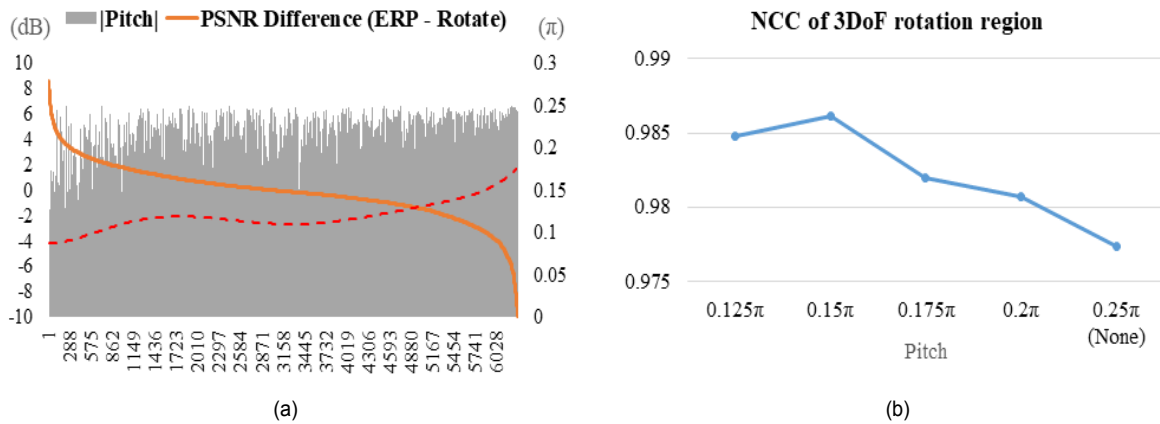 (dB) |Pitch| PSNR Difference (ERP - Rotate) (π)
10
8
6
4
2
0
-2
-4
-6
-8
-10
0.3
0.25
0.2
0.15
0.1
0.05
0
1 288 575 862 1149 1436 1723 2010 2297 2584 2871 3158 3445 3732 4019 4306 4593 4880 5167 5454 5741 6028
(a)
NCC of 3DoF rotation region
0.99
0.985
0.98
0.975
0.125π 0.15π 0.175π 0.2π 0.25π
(None)
Pitch
(b)